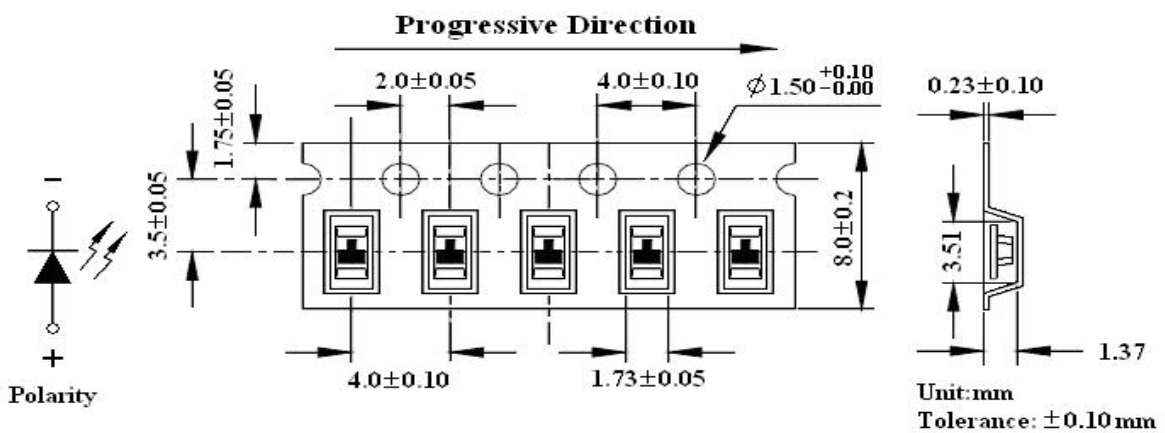 Progressive Direction
2.0±0.05
4.0±0.10
ϕ1.50 +0.10 -0.00
0.23±0.10
1.75±0.05
3.5±0.05
8.0±0.2
3.51
-
+
Polarity
4.0±0.10
1.73±0.05
1.37
Unit:mm
Tolerance: ±0.10mm